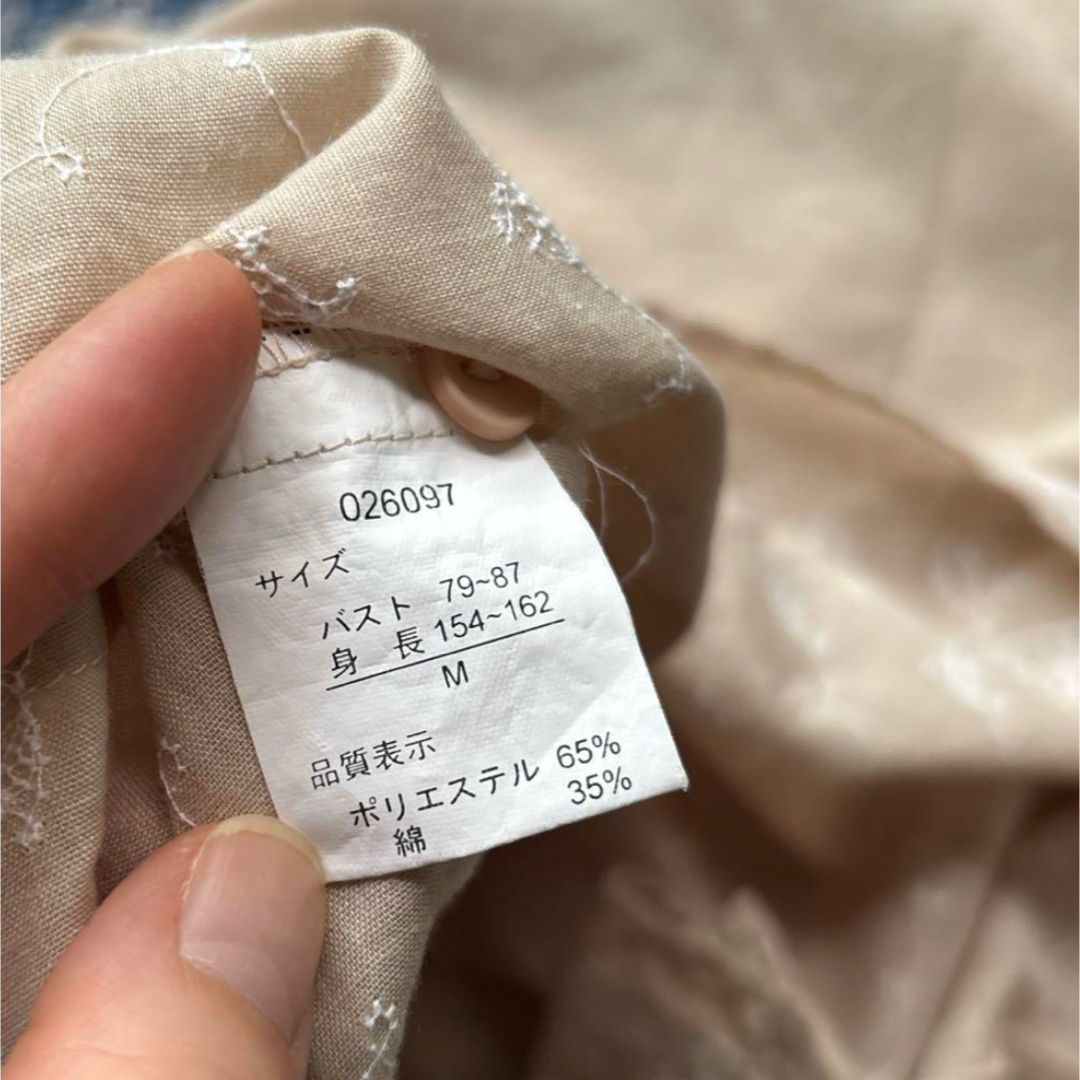 026097
サイズ
バスト 79~87
身 長 154~162
M
品質表示
ポリエステル 65%
綿 35%